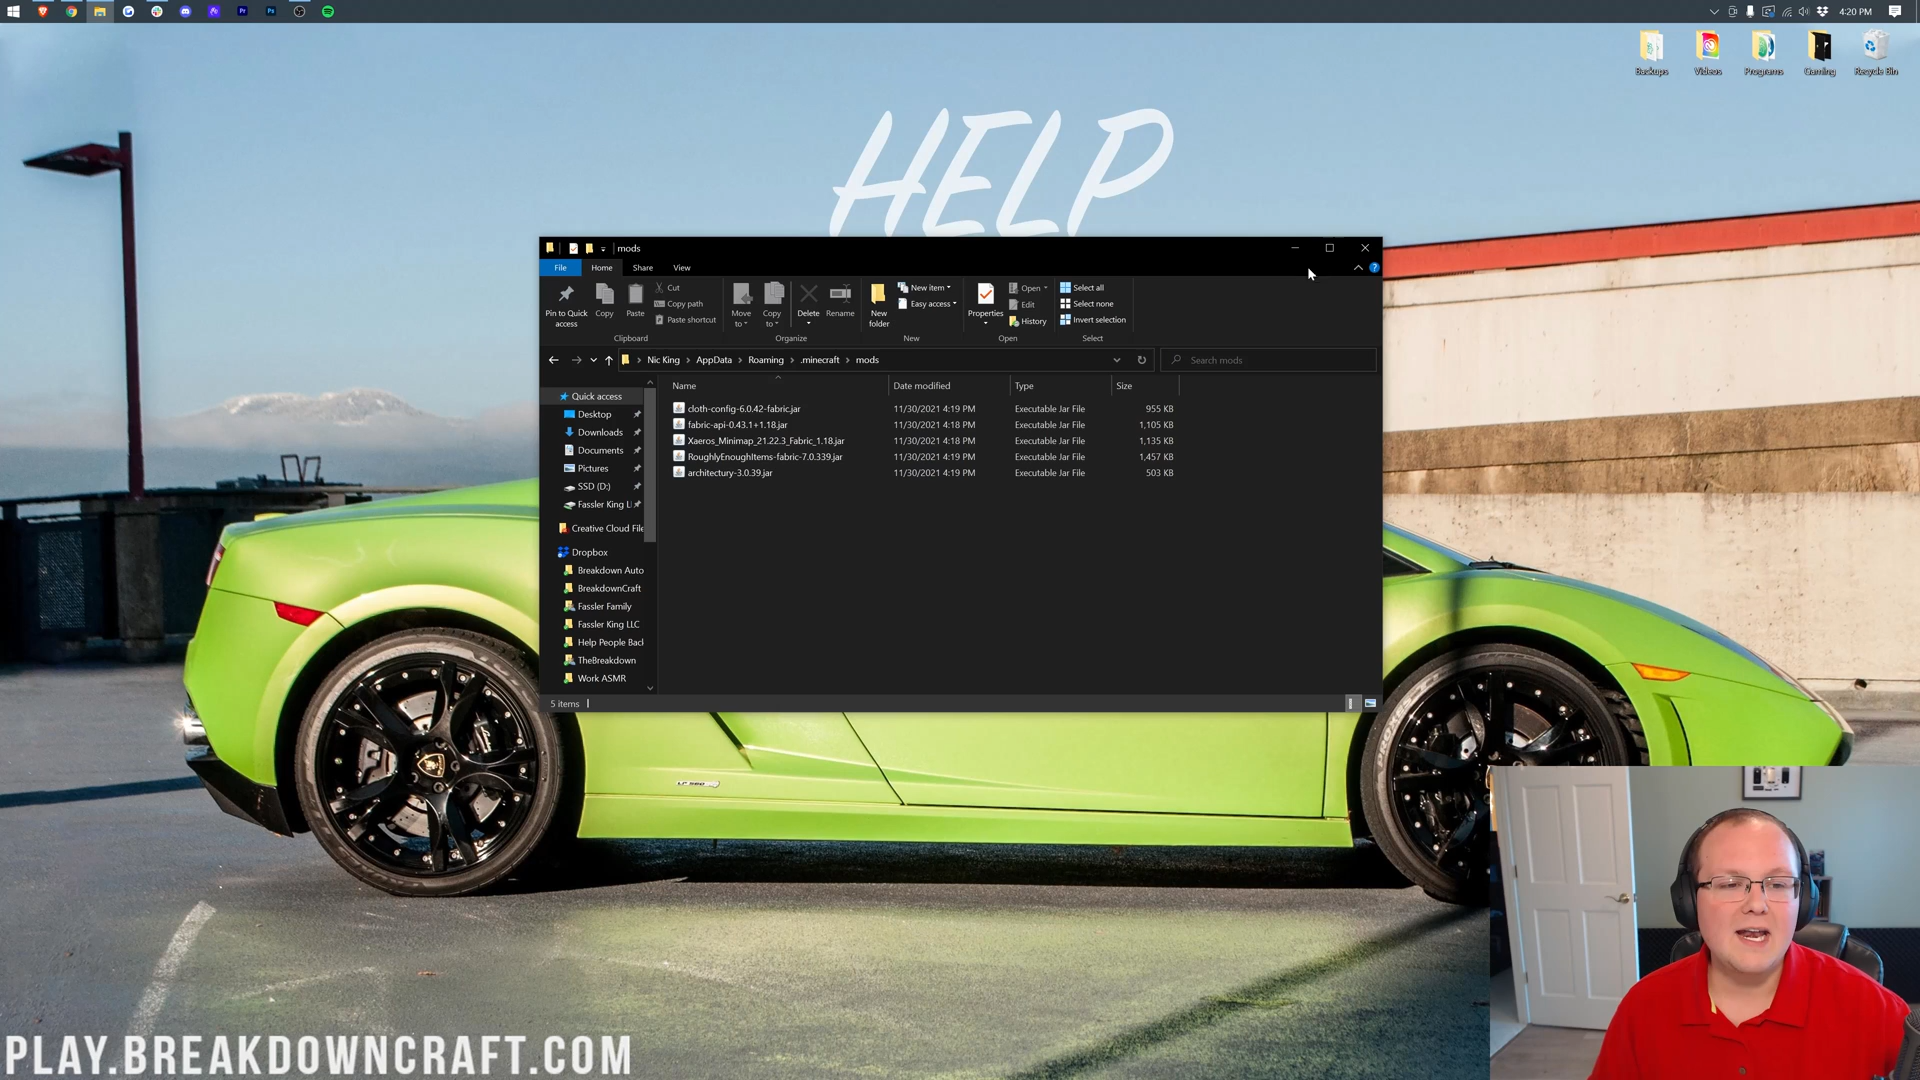 4:20 PM
Backups
Videos
Programs
Gaming
Recycle Bin
HELP
mods
File
Home
Share
View
Pin to Quick access
Copy
Paste
Cut
Copy path
Paste shortcut
Clipboard
Move to
Copy to
Delete
Rename
Organize
New folder
New item
Easy access
New
Properties
Open
Edit
History
Open
Select all
Select none
Invert selection
Select
Nic King > AppData > Roaming > .minecraft > mods
Search mods
Name Date modified Type Size
cloth-config-6.0.42-fabric.jar 11/30/2021 4:19 PM Executable Jar File 955 KB
fabric-api-0.43.1+1.18.jar 11/30/2021 4:18 PM Executable Jar File 1,105 KB
Xaeros_Minimap_21.22.3_Fabric_1.18.jar 11/30/2021 4:18 PM Executable Jar File 1,135 KB
RoughlyEnoughItems-fabric-7.0.339.jar 11/30/2021 4:19 PM Executable Jar File 1,457 KB
architectury-3.0.39.jar 11/30/2021 4:19 PM Executable Jar File 503 KB
Quick access
Desktop
Downloads
Documents
Pictures
SSD (D:)
Fassler King L
Creative Cloud File
Dropbox
Breakdown Auto
BreakdownCraft
Fassler Family
Fassler King LLC
Help People Back
TheBreakdown
Work ASMR
5 items
PLAY.BREAKDOWNCRAFT.COM